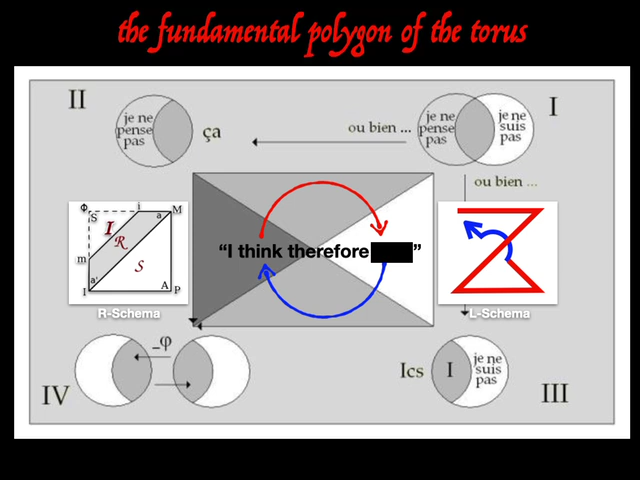 the fundamental polygon of the torus
II
I
je ne
pense
pas
ça
ou bien ...
je ne
pense
pas
je ne
suis
pas
ou bien ...
Φ
i
M
S
a
I
R
m
S
a'
I
A
P
R-Schema
“I think therefore ”
L-Schema
_φ
IV
Ics
I
je ne
suis
pas
III